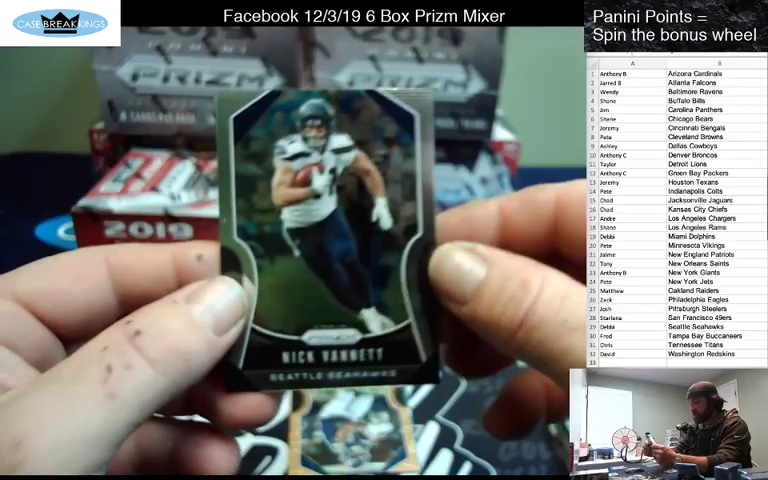 Facebook 12/3/19 6 Box Prizm Mixer
CASE BREAK KINGS
Panini Points =
Spin the bonus wheel
PRIZM
PRIZM
2019
2019
NICK VANNETT
SEATTLE SEAHAWKS
A B
1 Anthony B Arizona Cardinals
2 Jarred B Atlanta Falcons
3 Wendy Baltimore Ravens
4 Shane Buffalo Bills
5 Jim Carolina Panthers
6 Shane Chicago Bears
7 Jeremy Cincinnati Bengals
8 Pete Cleveland Browns
9 Ashley Dallas Cowboys
10 Anthony C Denver Broncos
11 Taylor Detroit Lions
12 Anthony C Green Bay Packers
13 Jeremy Houston Texans
14 Pete Indianapolis Colts
15 Chad Jacksonville Jaguars
16 Chad Kansas City Chiefs
17 Andre Los Angeles Chargers
18 Shane Los Angeles Rams
19 Debbi Miami Dolphins
20 Pete Minnesota Vikings
21 Jaime New England Patriots
22 Tony New Orleans Saints
23 Anthony B New York Giants
24 Pete New York Jets
25 Matthew Oakland Raiders
26 Zack Philadelphia Eagles
27 Josh Pittsburgh Steelers
28 Starlena San Francisco 49ers
29 Debbi Seattle Seahawks
30 Fred Tampa Bay Buccaneers
31 Chris Tennessee Titans
32 David Washington Redskins
33